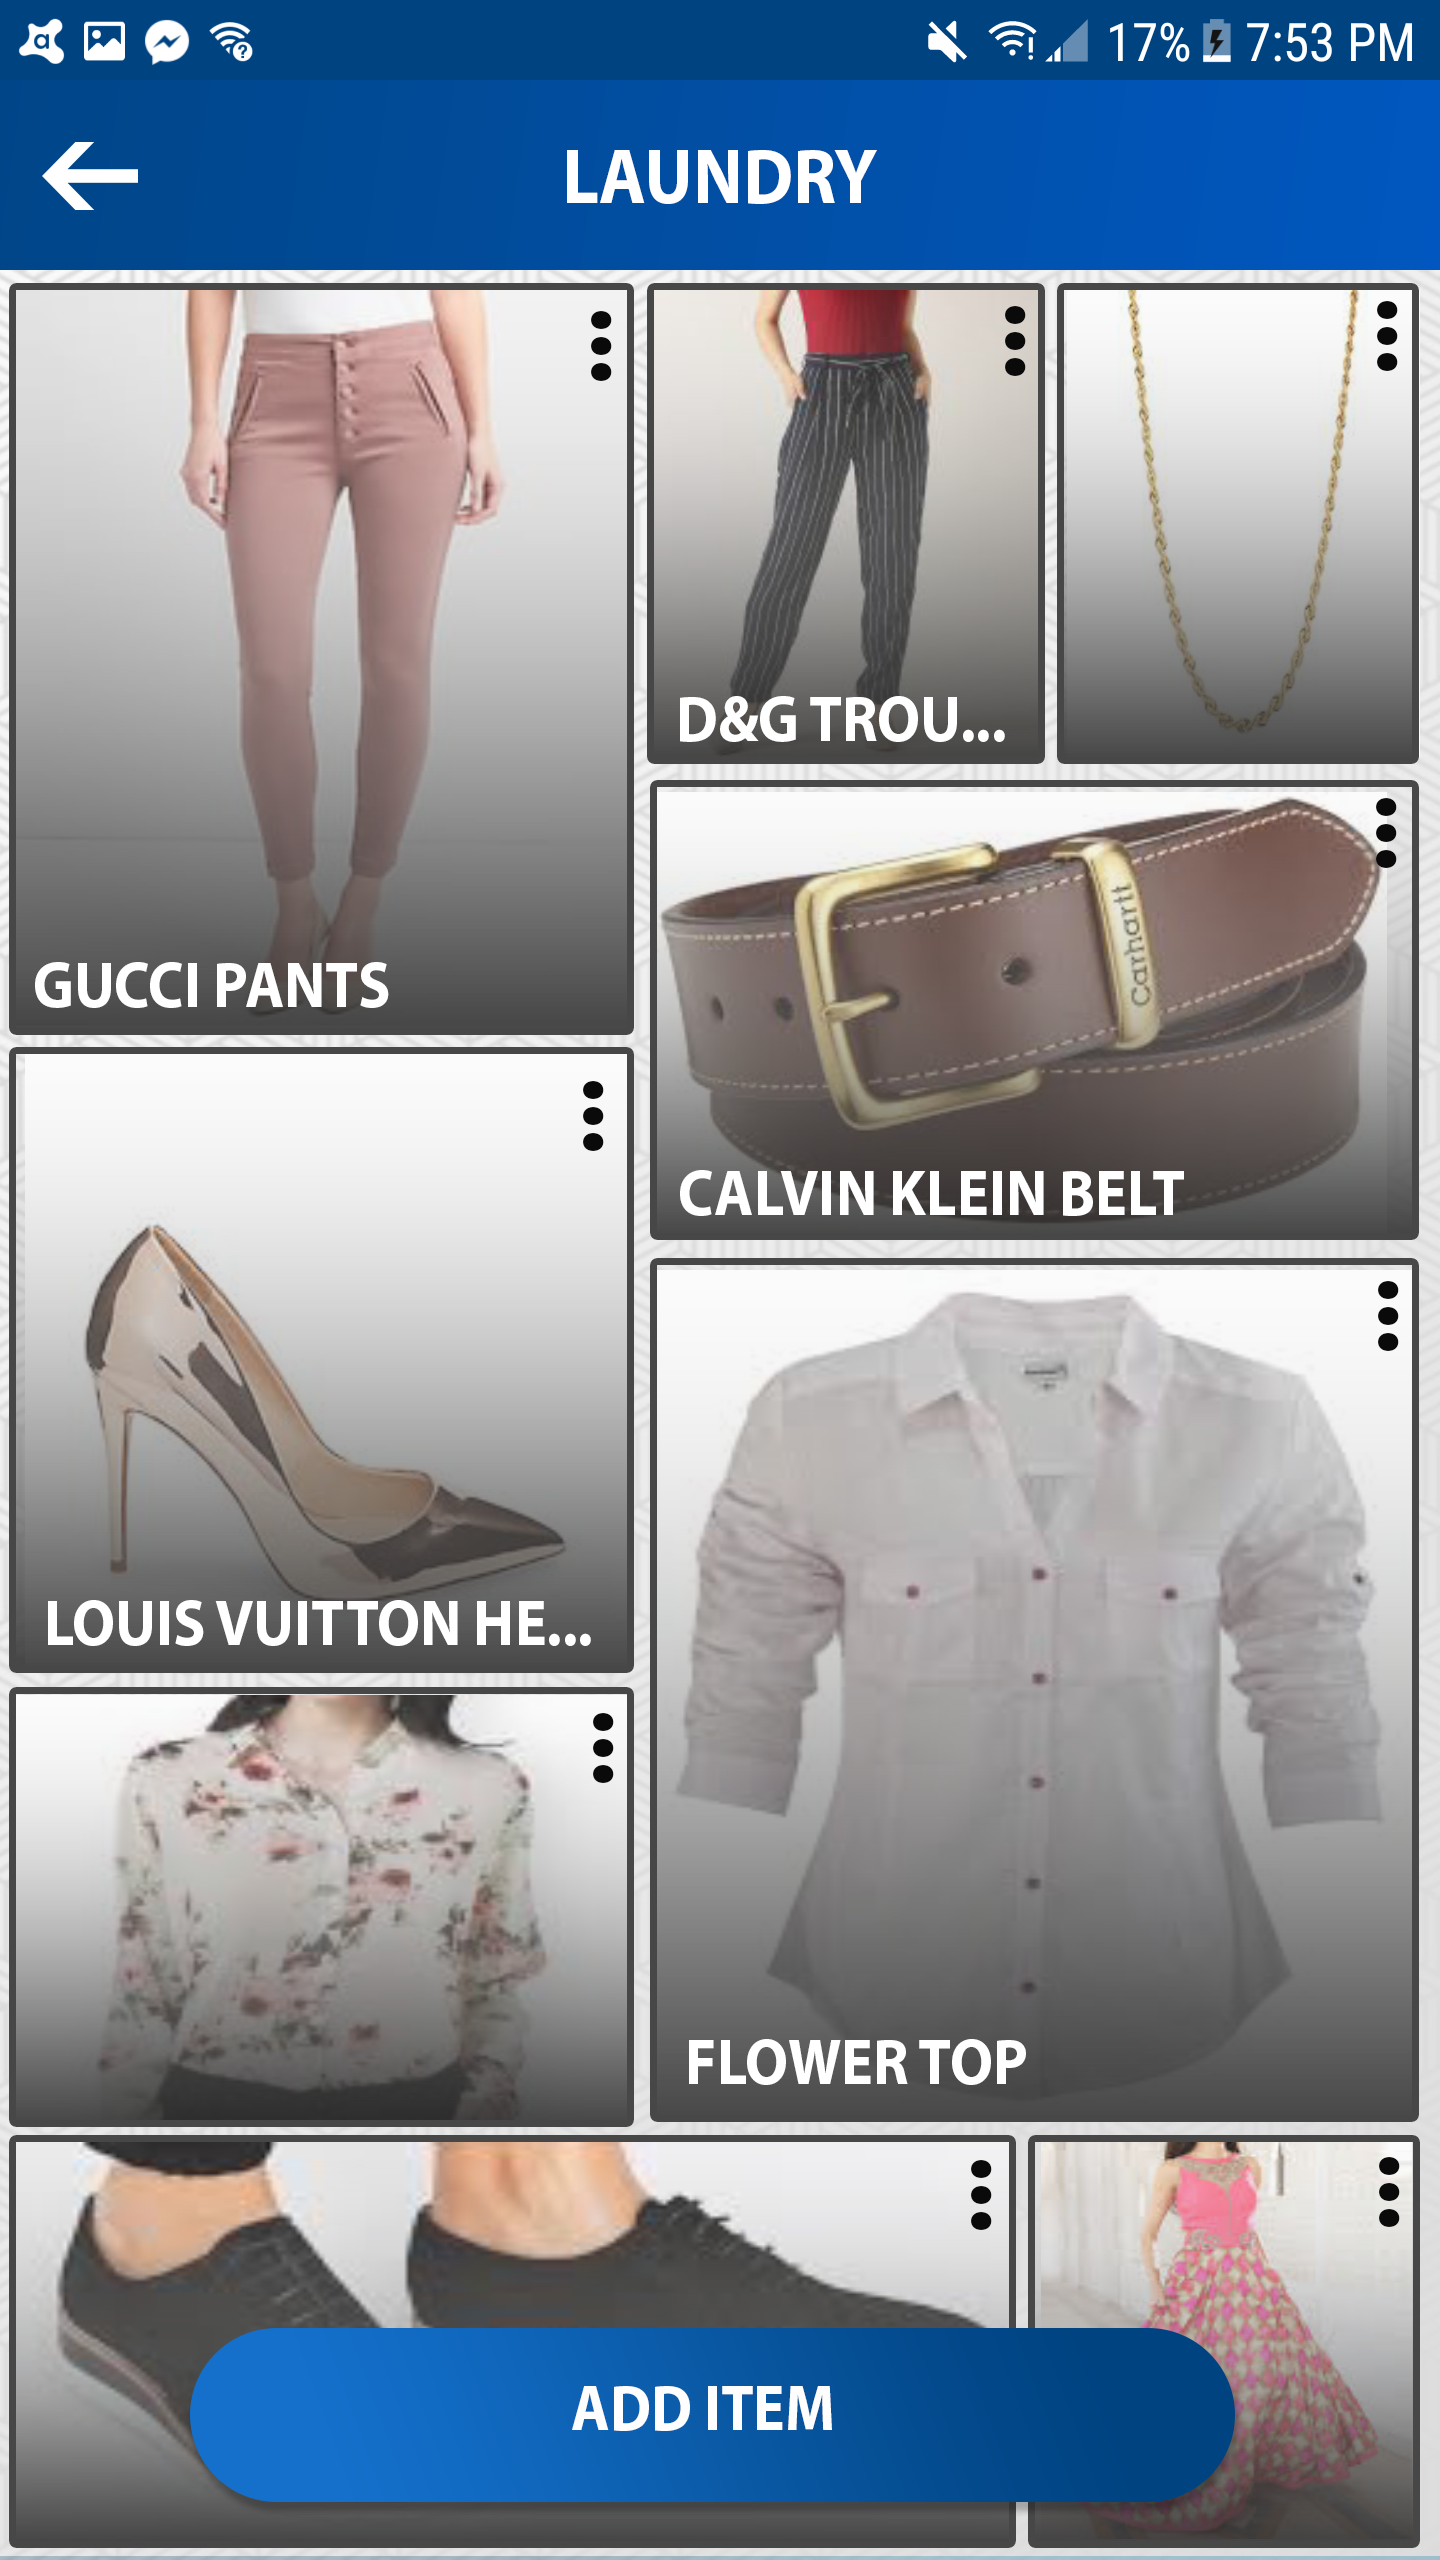 17% 7:53 PM
LAUNDRY
GUCCI PANTS
D&G TROU...
Carhartt
CALVIN KLEIN BELT
LOUIS VUITTON HE...
FLOWER TOP
ADD ITEM